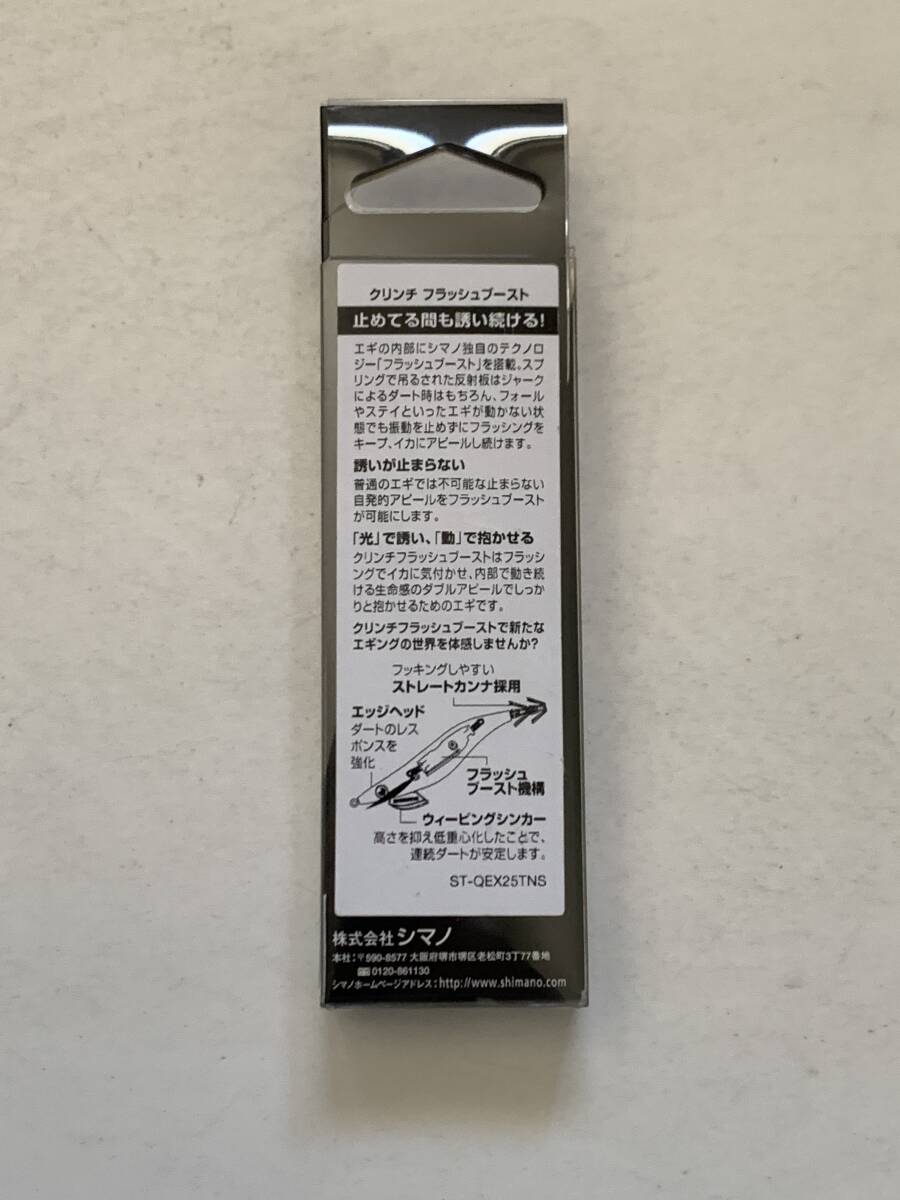 クリンチ フラッシュブースト
止めてる間も誘い続ける!
エギの内部にシマノ独自のテクノロ
ジー「フラッシュブースト」を搭載。スプ
リングで吊るされた反射板はジャーク
によるダート時はもちろん、フォール
やステイといったエギが動かない状
態でも振動を止めずにフラッシングを
キープ、イカにアピールし続けます。
誘いが止まらない
普通のエギでは不可能な止まらない
自発的アピールをフラッシュブースト
が可能にします。
「光」で誘い、「動」で抱かせる
クリンチフラッシュブーストはフラッシ
ングでイカに気付かせ、内部で動き続
ける生命感のダブルアピールでしっか
りと抱かせるためのエギです。
クリンチフラッシュブーストで新たな
エギングの世界を体感しませんか?
フッキングしやすい
ストレートカンナ採用
エッジヘッド
ダートのレス
ポンスを
強化
フラッシュ
ブースト機構
ウィーピングシンカー
高さを抑え低重心化したことで、
連続ダートが安定します。
ST-QEX25TNS
株式会社 シマノ
本社:〒590-8577 大阪府堺市堺区老松町3丁77番地
0120-861130
シマノホームページアドレス:http://www.shimano.com